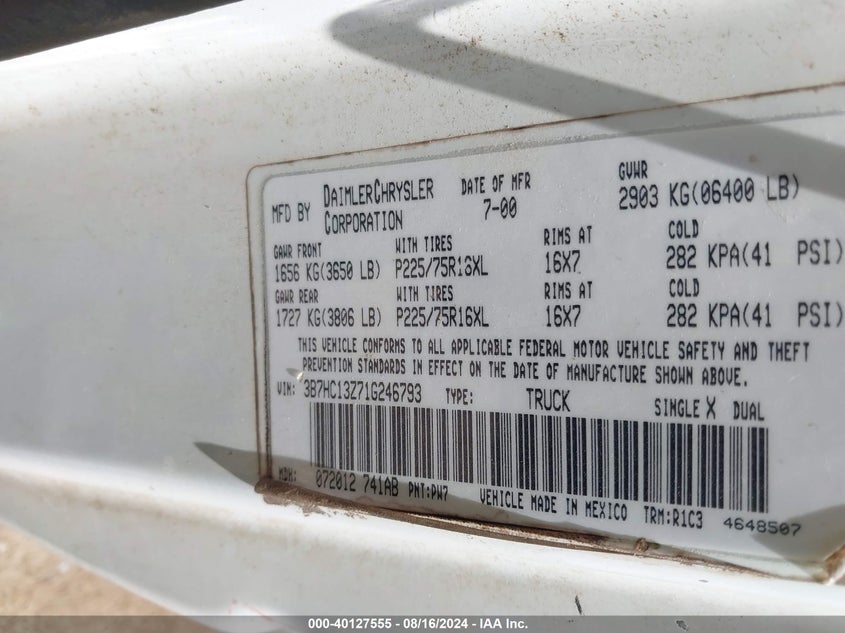 MFD BY DAIMLERCHRYSLER CORPORATION DATE OF MFR 7-00 GVWR 2903 KG(06400 LB)
GAWR FRONT WITH TIRES RIMS AT COLD
1656 KG(3650 LB) P225/75R16XL 16X7 282 KPA(41 PSI)
GAWR REAR WITH TIRES RIMS AT COLD
1727 KG(3806 LB) P225/75R16XL 16X7 282 KPA(41 PSI)
THIS VEHICLE CONFORMS TO ALL APPLICABLE FEDERAL MOTOR VEHICLE SAFETY AND THEFT
PREVENTION STANDARDS IN EFFECT ON THE DATE OF MANUFACTURE SHOWN ABOVE.
VIN: 3B7HC13Z71G246793 TYPE: TRUCK SINGLE X DUAL
MDH: 072012 741AB PNT:PW7 VEHICLE MADE IN MEXICO TRM:R1C3 4648507
000-40127555 - 08/16/2024 - IAA Inc.